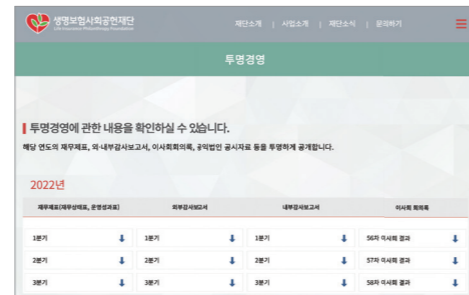 생명보험사회공헌재단
Life Insurance Philanthropy Foundation
재단소개 | 사업소개 | 재단소식 | 문의하기
투명경영
투명경영에 관한 내용을 확인하실 수 있습니다.
해당 연도의 재무제표, 외·내부감사보고서, 이사회회의록, 공익법인 공시자료 등을 투명하게 공개합니다.
2022년
재무제표(재무상태표, 운영성과표) 외부감사보고서 내부감사보고서 이사회 회의록
1분기 1분기 1분기 56차 이사회 결과
2분기 2분기 2분기 57차 이사회 결과
3분기 3분기 3분기 58차 이사회 결과